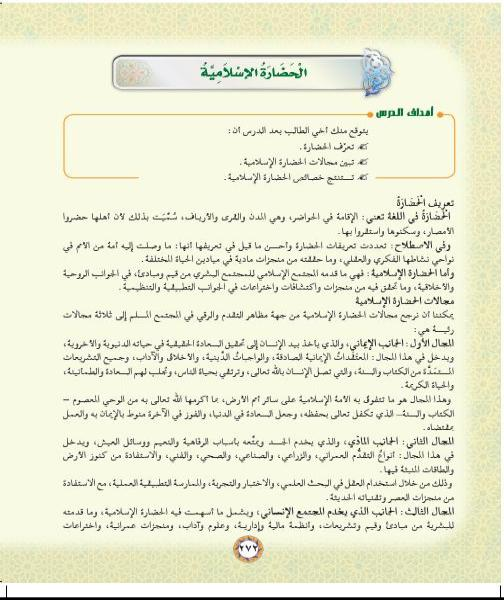 الْحَضَارَةُ الإِسْلَامِيَّةُ
أهداف الدرس
يتوقع منك أخي الطالب بعد الدرس أن :
تعرّف الحضارة .
تبين مجالات الحضارة الإسلامية .
تستنتج خصائص الحضارة الإسلامية .
تعريف الْحَضَارَةُ
الْحَضَارَةُ في اللغة تعني : الإقامة في الحواضر، وهي المدن والقرى والأرياف، سُمِّيَت بذلك لأن أهلها حضروا
الأمصار، وسكنوها واستقروا بها .
وفي الاصطلاح : تعددت تعريفات الحضارة وأحسن ما قيل في تعريفها أنها : ما وصلت إليه أمة من الأمم في
نواحي نشاطها الفكري والعقلي، وما حققته من منجزات مادية في ميادين الحياة المختلفة .
وأما الحضارة الإسلامية : فهي ما قدمه المجتمع الإسلامي للمجتمع البشري من قيم ومبادئ، في الجوانب الروحية
والأخلاقية، وما تحقق فيه من منجزات واكتشافات واختراعات في الجوانب التطبيقية والتنظيمية .
مجالات الحضارة الإسلامية
يمكننا أن نرجع مجالات الحضارة الإسلامية من جهة مظاهر التقدم والرقي في المجتمع المسلم إلى ثلاثة مجالات
رئيسة هي :
المجال الأول : الجانب الإيماني، والذي يأخذ بيد الإنسان إلى تحقيق السعادة الحقيقية في حياته الدنيوية والأخروية،
ويدخل في هذا المجال : المعتقدات الإيمانية الصادقة، والواجبات الدِّينية، والأخلاق والآداب، وجميع التشريعات
المستمدَّة من الكتاب والسنة، والتي تصل الإنسان بالله تعالى، وترتقي بحياة الناس، وتجلب لهم السعادة والطمأنينة،
والحياة الكريمة .
وهذا المجال هو ما تتفوق به الأمة الإسلامية على سائر أمم الأرض، بما أكرمها الله تعالى به من الوحي المعصوم –
الكتاب والسنة– الذي تكفل تعالى بحفظه، وجعل السعادة في الدنيا، والفوز في الآخرة منوط بالإيمان به والعمل
بمقتضاه .
المجال الثاني : الجانب المادّي، والذي يخدم الجسد ويمتِّعه بأسباب الرفاهية والنعيم ووسائل العيش، ويدخل
في هذا المجال : أنواعُ التقدُّم العمراني، والزراعي، والصناعي، والصحي، والفني، والاستفادة من كنوز الأرض
والطاقات المنبثة فيها .
وذلك من خلال استخدام العقل في البحث العلمي، والاختبار والتجربة، والممارسة التطبيقية العملية، مع الاستفادة
من منجزات العصر وتقنياته الحديثة .
المجال الثالث : الجانب الذي يخدم المجتمع الإنساني، ويشمل ما أسهمت فيه الحضارة الإسلامية، وما قدمته
للبشرية من مبادئ وقيم وتشريعات، وأنظمة مالية وإدارية، وعلوم وآداب، ومنجزات عمرانية، واختراعات
٢٧٢